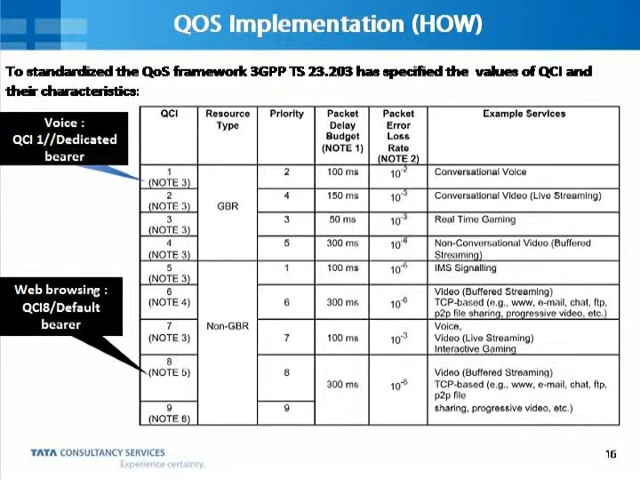 QOS Implementation (HOW)
To standardized the QoS framework 3GPP TS 23.203 has specified the values of QCI and
their characteristics:
Voice :
QCI 1//Dedicated
bearer
Web browsing :
QCI8/Default
bearer
QCI Resource Type Priority Packet Delay Budget (NOTE 1) Packet Error Loss Rate (NOTE 2) Example Services
1 (NOTE 3) GBR 2 100 ms 10-2 Conversational Voice
2 (NOTE 3) 4 150 ms 10-3 Conversational Video (Live Streaming)
3 (NOTE 3) 3 50 ms 10-3 Real Time Gaming
4 (NOTE 3) 5 300 ms 10-6 Non-Conversational Video (Buffered Streaming)
5 (NOTE 3) Non-GBR 1 100 ms 10-6 IMS Signalling
6 (NOTE 4) 6 300 ms 10-6 Video (Buffered Streaming)
TCP-based (e.g., www, e-mail, chat, ftp,
p2p file sharing, progressive video, etc.)
7 (NOTE 3) 7 100 ms 10-3 Voice,
Video (Live Streaming)
Interactive Gaming
8 (NOTE 5) 8 300 ms 10-6 Video (Buffered Streaming)
TCP-based (e.g., www, e-mail, chat, ftp,
p2p file
9 (NOTE 6) 9 sharing, progressive video, etc.)
TATA CONSULTANCY SERVICES
Experience certainty.
16